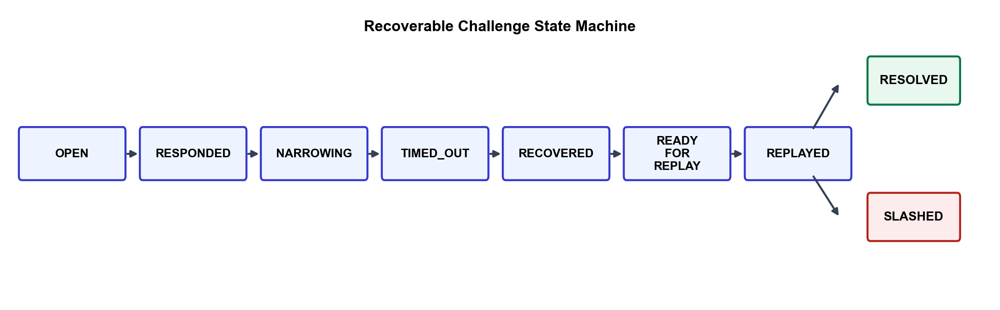 Recoverable Challenge State Machine
RESOLVED
OPEN
RESPONDED
NARROWING
TIMED_OUT
RECOVERED
READY
FOR
REPLAY
REPLAYED
SLASHED